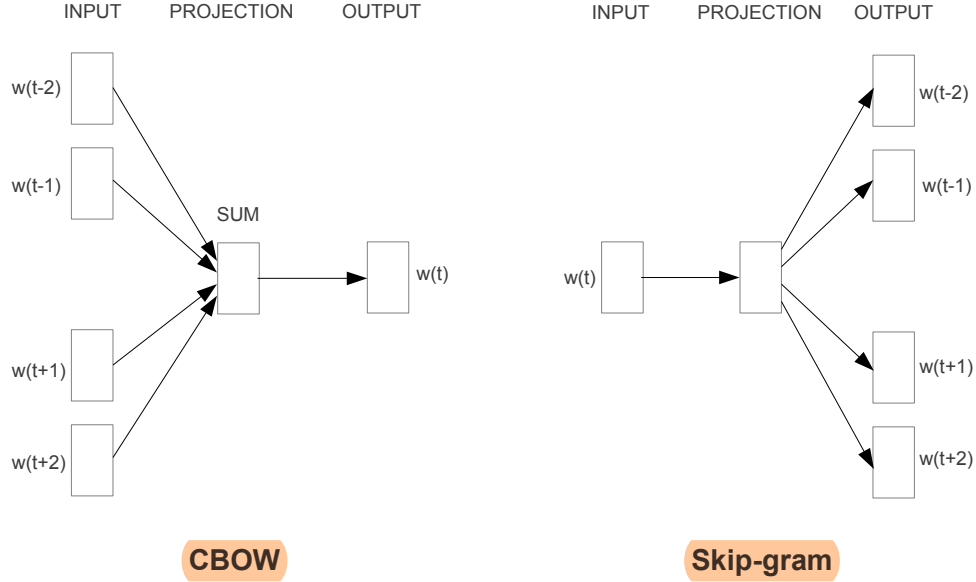 INPUT PROJECTION OUTPUT
w(t-2)
w(t-1)
SUM
w(t)
w(t+1)
w(t+2)
CBOW
INPUT PROJECTION OUTPUT
w(t-2)
w(t-1)
w(t)
w(t+1)
w(t+2)
Skip-gram